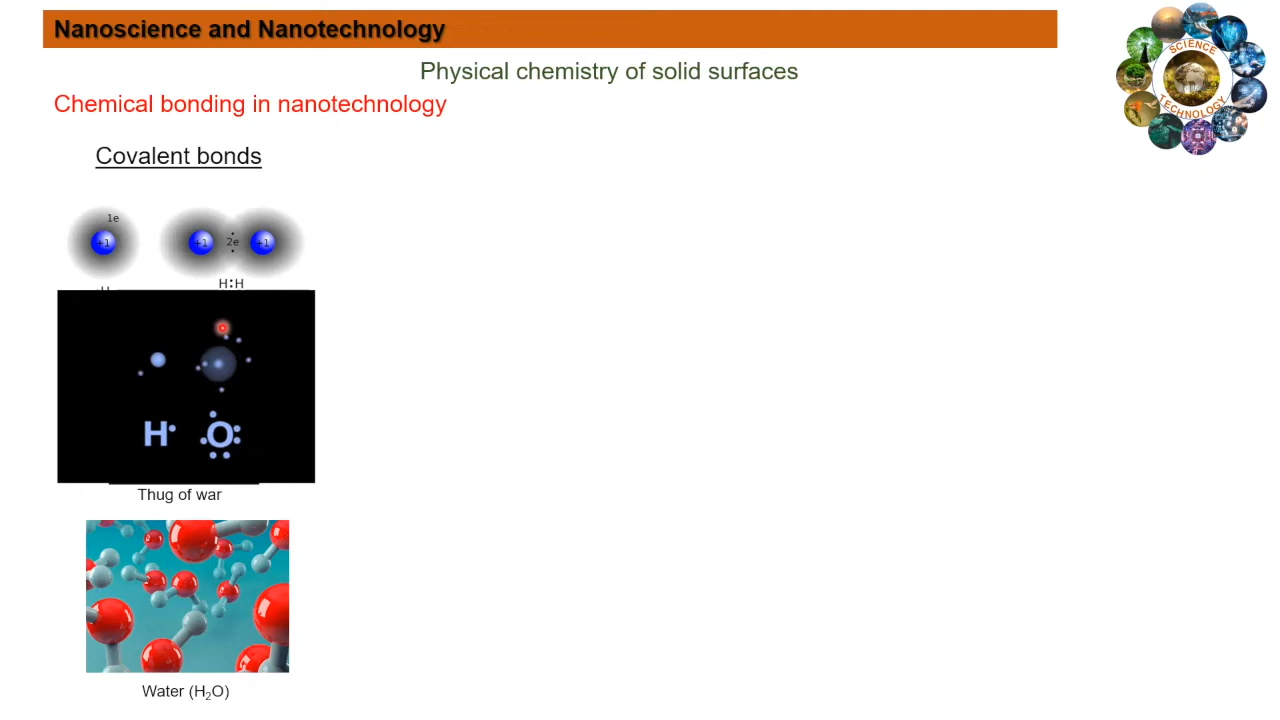 Nanoscience and Nanotechnology
Physical chemistry of solid surfaces
Chemical bonding in nanotechnology
SCIENCE
TECHNOLOGY
Covalent bonds
1e
+1
+1
2e
+1
H:H
H
H
O
Thug of war
Water (H₂O)